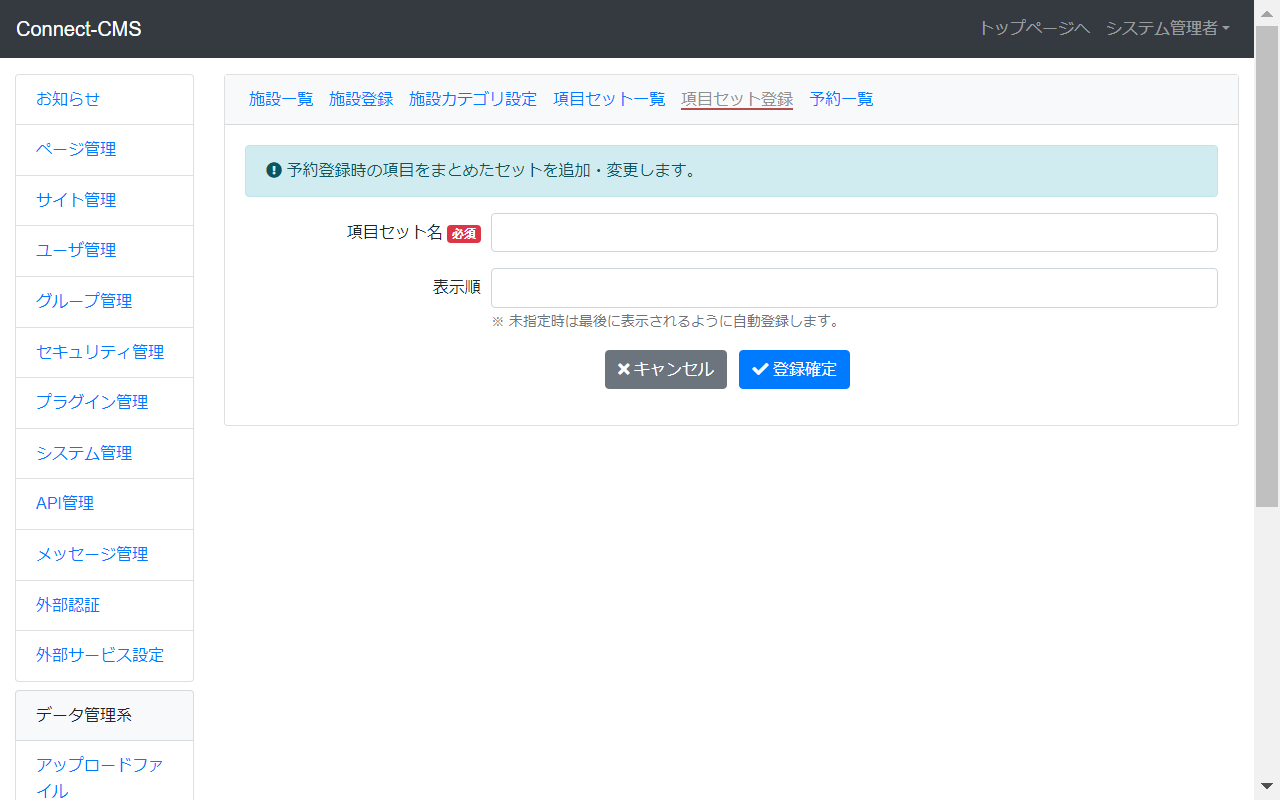 Connect-CMS
トップページへ システム管理者
お知らせ
ページ管理
サイト管理
ユーザ管理
グループ管理
セキュリティ管理
プラグイン管理
システム管理
API管理
メッセージ管理
外部認証
外部サービス設定
データ管理系
アップロードファ
イル
施設一覧 施設登録 施設カテゴリ設定 項目セット一覧 項目セット登録 予約一覧
予約登録時の項目をまとめたセットを追加・変更します。
項目セット名 必須
表示順
※ 未指定時は最後に表示されるように自動登録します。
キャンセル 登録確定